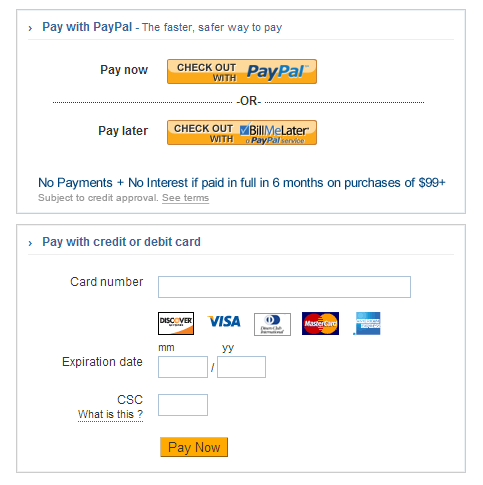 › Pay with PayPal - The faster, safer way to pay
Pay now CHECK OUT WITH PayPal
-OR-
Pay later CHECK OUT WITH BillMeLater
a PayPal service
No Payments + No Interest if paid in full in 6 months on purchases of $99+
Subject to credit approval. See terms
› Pay with credit or debit card
Card number
DISCOVER VISA Diners Club International MasterCard AMERICAN EXPRESS
mm yy
Expiration date /
CSC
What is this ?
Pay Now